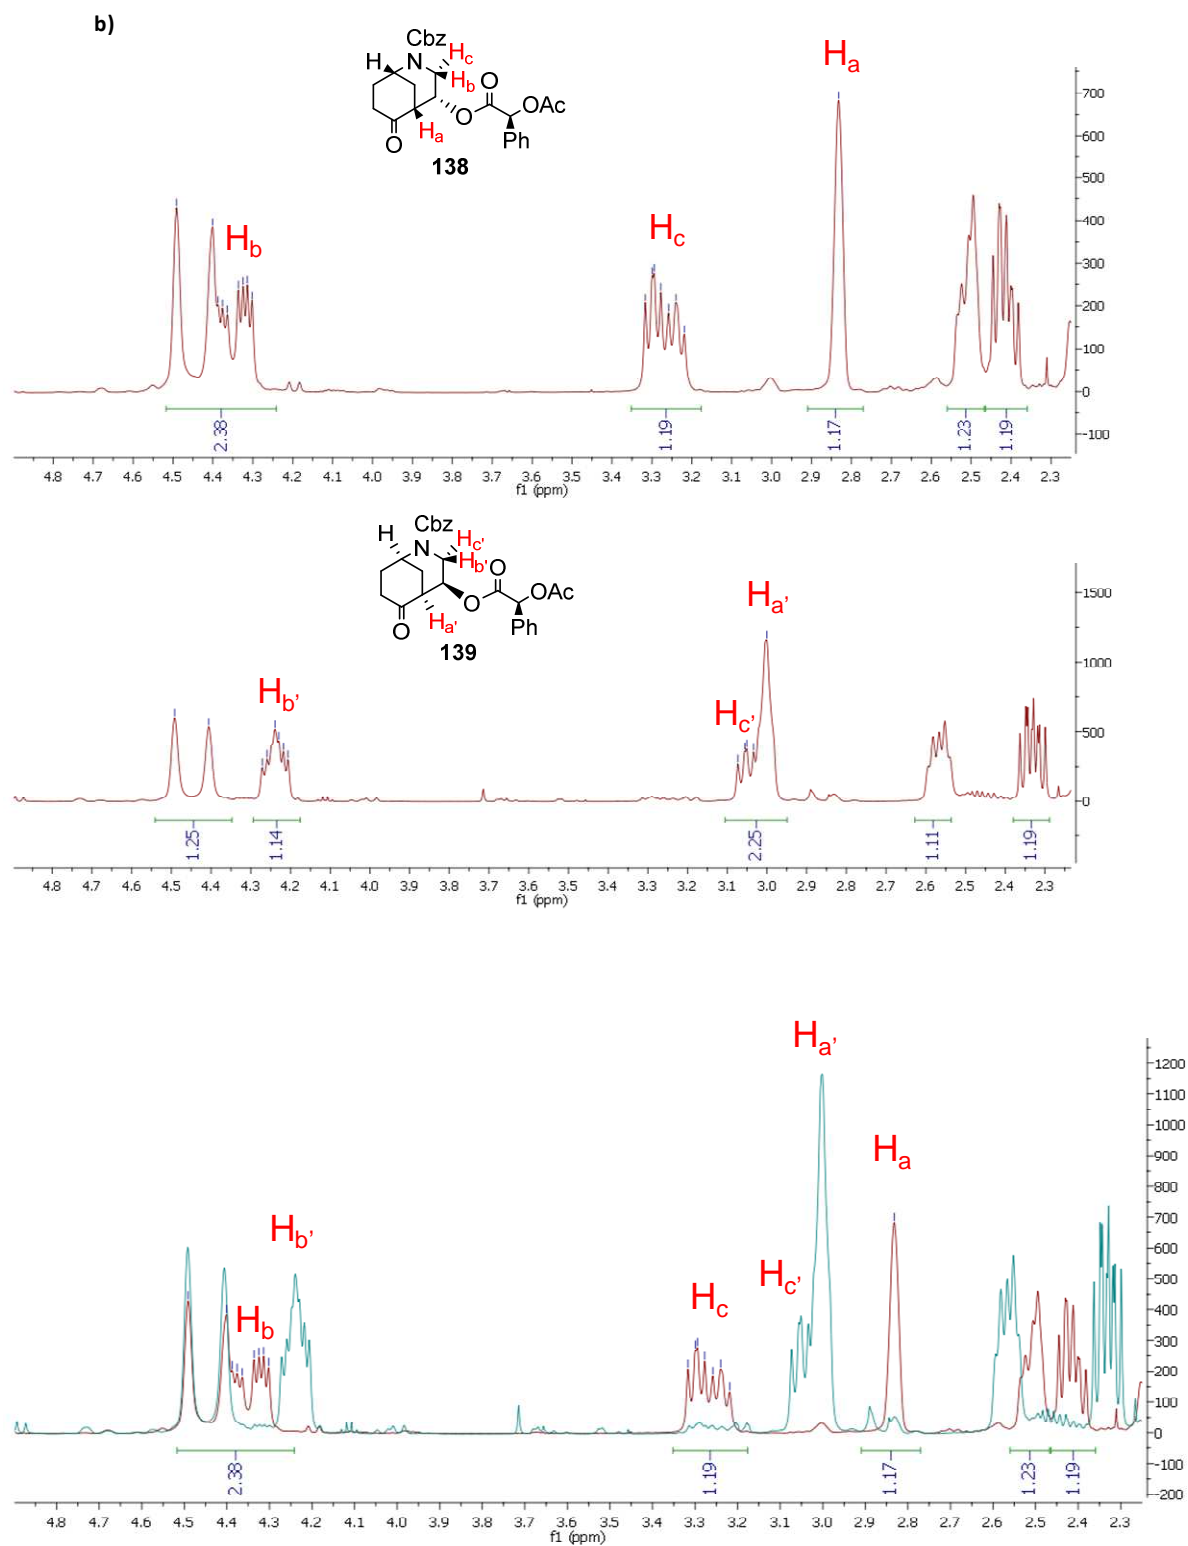 b)
Cbz
H
N
Hc
Hb
O
OAc
O
Ph
Ha
O
138
Ha
Hb
Hc
700
600
500
400
300
200
100
0
-100
2.38
1.19
1.17
1.23
1.19
4.8 4.7 4.6 4.5 4.4 4.3 4.2 4.1 4.0 3.9 3.8 3.7 3.6 3.5 3.4 3.3 3.2 3.1 3.0 2.9 2.8 2.7 2.6 2.5 2.4 2.3
f1 (ppm)
Cbz
H
N
Hc'
Hb'
O
OAc
O
Ph
Ha'
O
139
Ha'
Hb'
Hc'
1500
1000
500
0
1.25
1.14
2.25
1.11
1.19
4.8 4.7 4.6 4.5 4.4 4.3 4.2 4.1 4.0 3.9 3.8 3.7 3.6 3.5 3.4 3.3 3.2 3.1 3.0 2.9 2.8 2.7 2.6 2.5 2.4 2.3
f1 (ppm)
Ha'
Ha
Hb'
Hb
Hc'
Hc
1200
1100
1000
900
800
700
600
500
400
300
200
100
0
-100
-200
2.38
1.19
1.17
1.23
1.19
4.8 4.7 4.6 4.5 4.4 4.3 4.2 4.1 4.0 3.9 3.8 3.7 3.6 3.5 3.4 3.3 3.2 3.1 3.0 2.9 2.8 2.7 2.6 2.5 2.4 2.3
f1 (ppm)